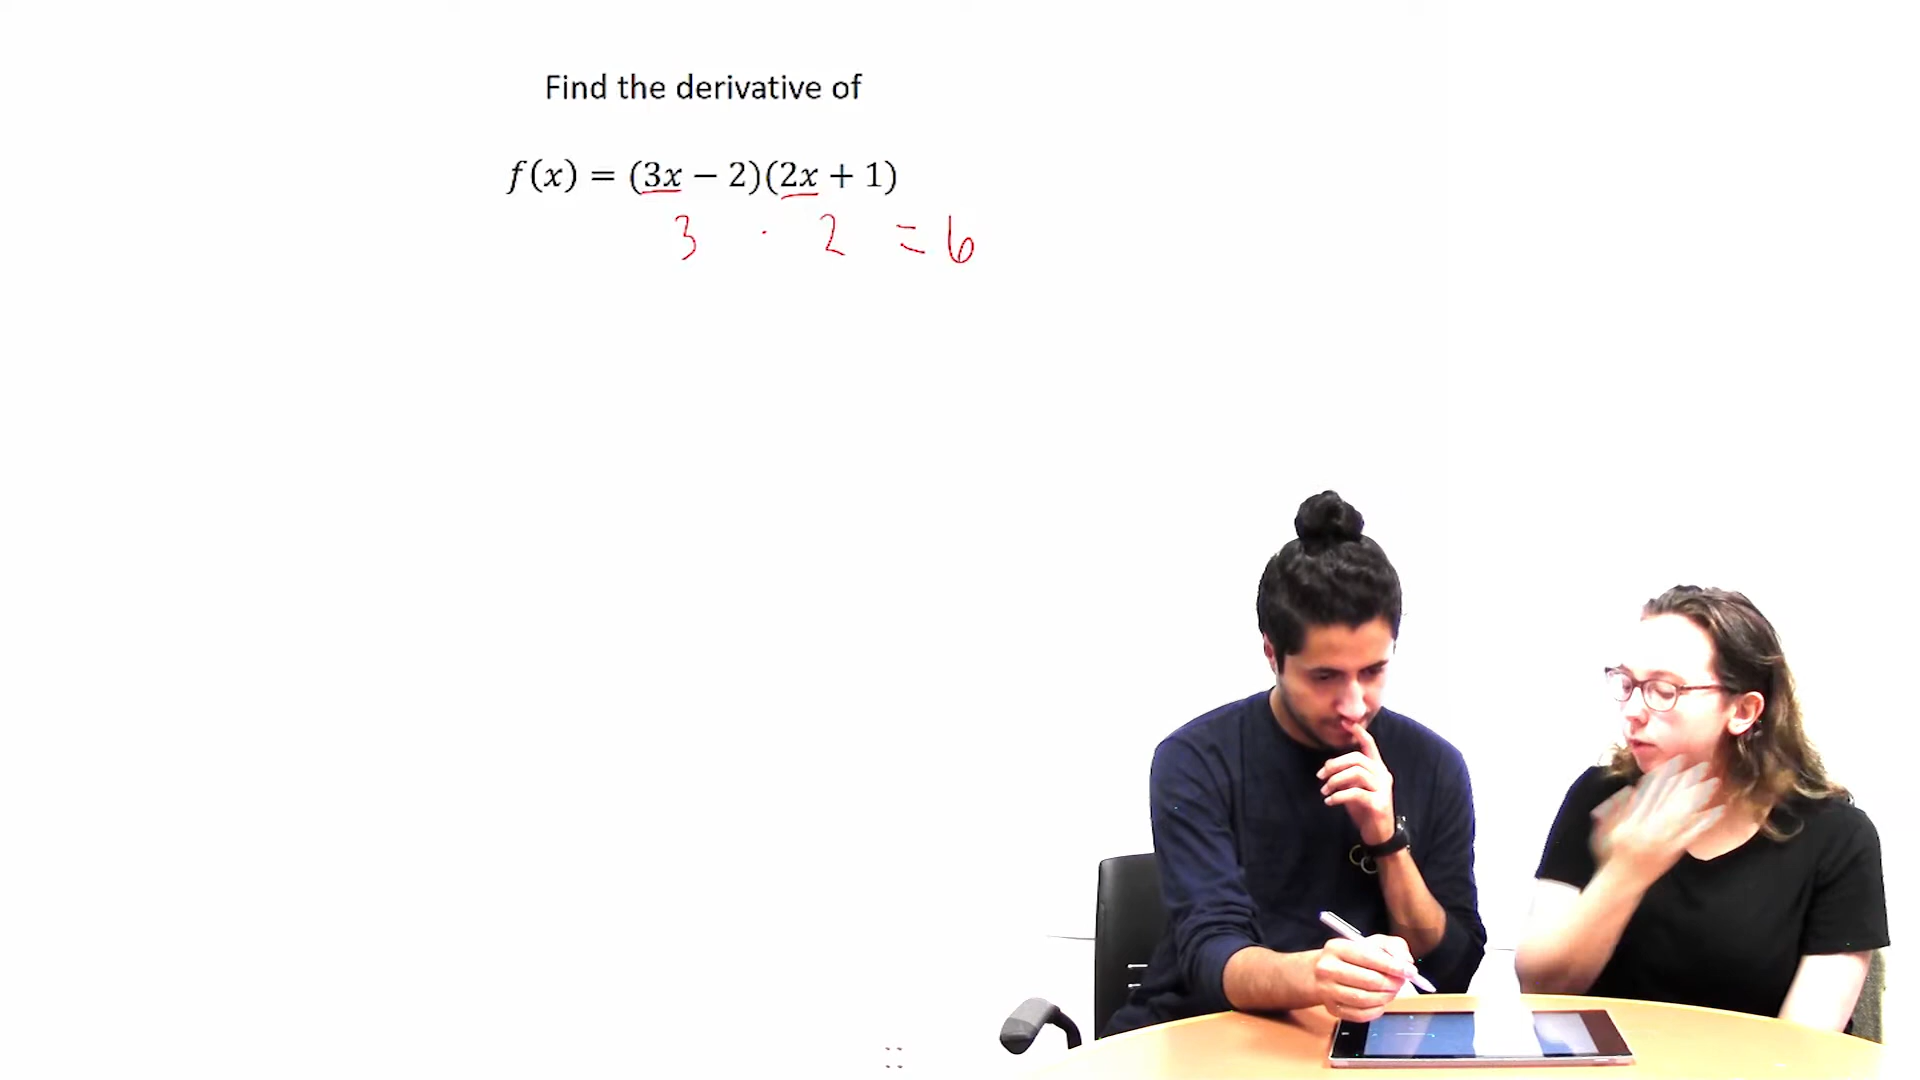 Find the derivative of
f(x) = (3x − 2)(2x + 1)
3 · 2 = 6